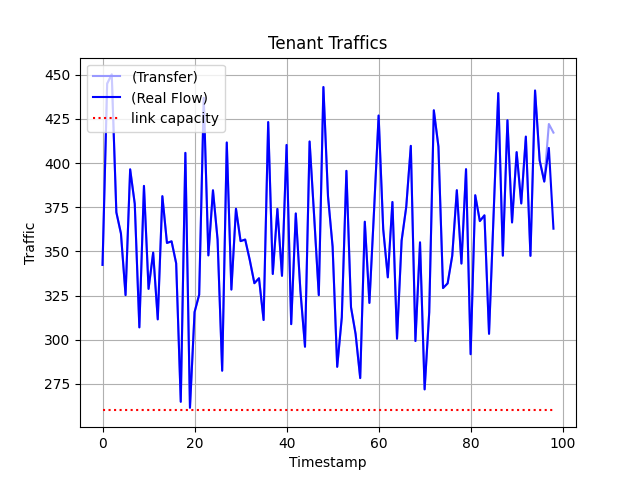 Tenant Traffics
450
425
400
375
350
325
300
275
Traffic
(Transfer)
(Real Flow)
link capacity
0 20 40 60 80 100
Timestamp